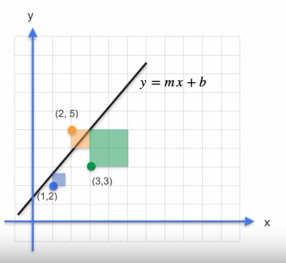 y
y = mx + b
(2, 5)
(3,3)
(1,2)
x